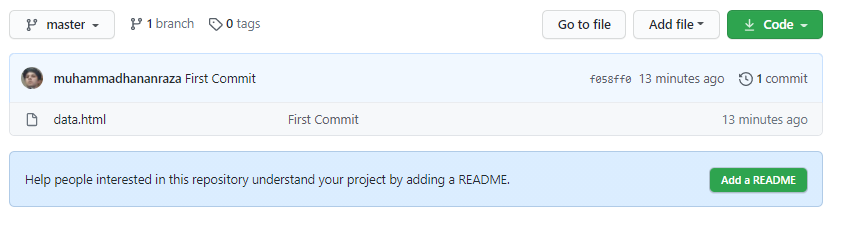 master 1 branch 0 tags Go to file Add file Code
muhammadhananraza First Commit f058ff0 13 minutes ago 1 commit
data.html First Commit 13 minutes ago
Help people interested in this repository understand your project by adding a README. Add a README